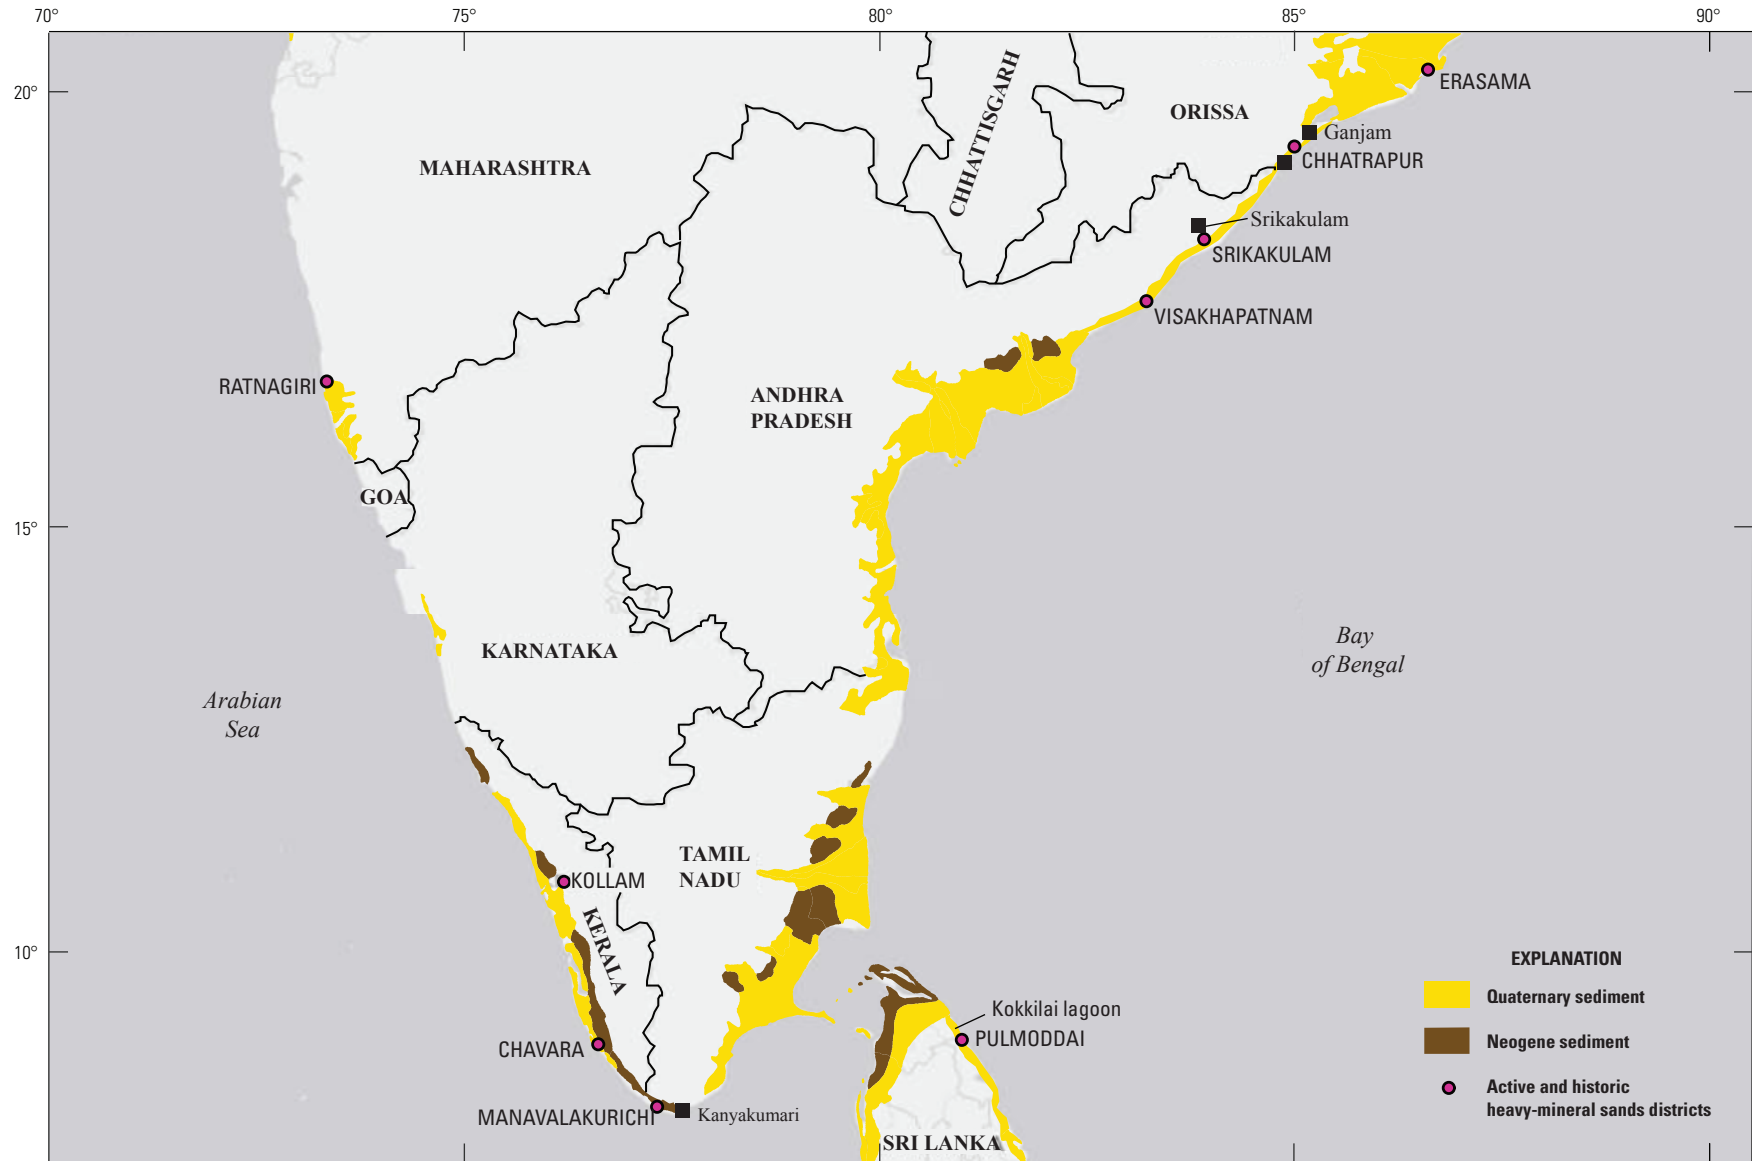 70°
75°
80°
85°
90°
20°
15°
10°
ERASAMA
Ganjam
CHHATRAPUR
ORISSA
CHHATTISGARH
MAHARASHTRA
Srikakulam
SRIKAKULAM
VISAKHAPATNAM
RATNAGIRI
ANDHRA
PRADESH
GOA
KARNATAKA
Bay
of Bengal
Arabian
Sea
TAMIL
NADU
KOLLAM
KERALA
CHAVARA
MANAVALAKURICHI
Kanyakumari
Kokkilai lagoon
PULMODDAI
SRI LANKA
EXPLANATION
Quaternary sediment
Neogene sediment
Active and historic
heavy-mineral sands districts